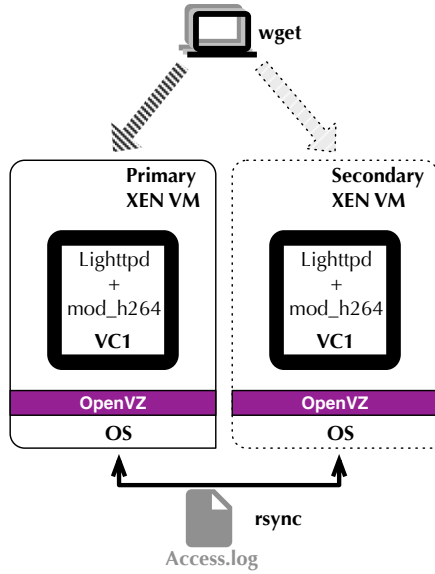 wget
Primary
XEN VM
Lighttpd
+
mod_h264
VC1
OpenVZ
OS
Secondary
XEN VM
Lighttpd
+
mod_h264
VC1
OpenVZ
OS
rsync
Access.log